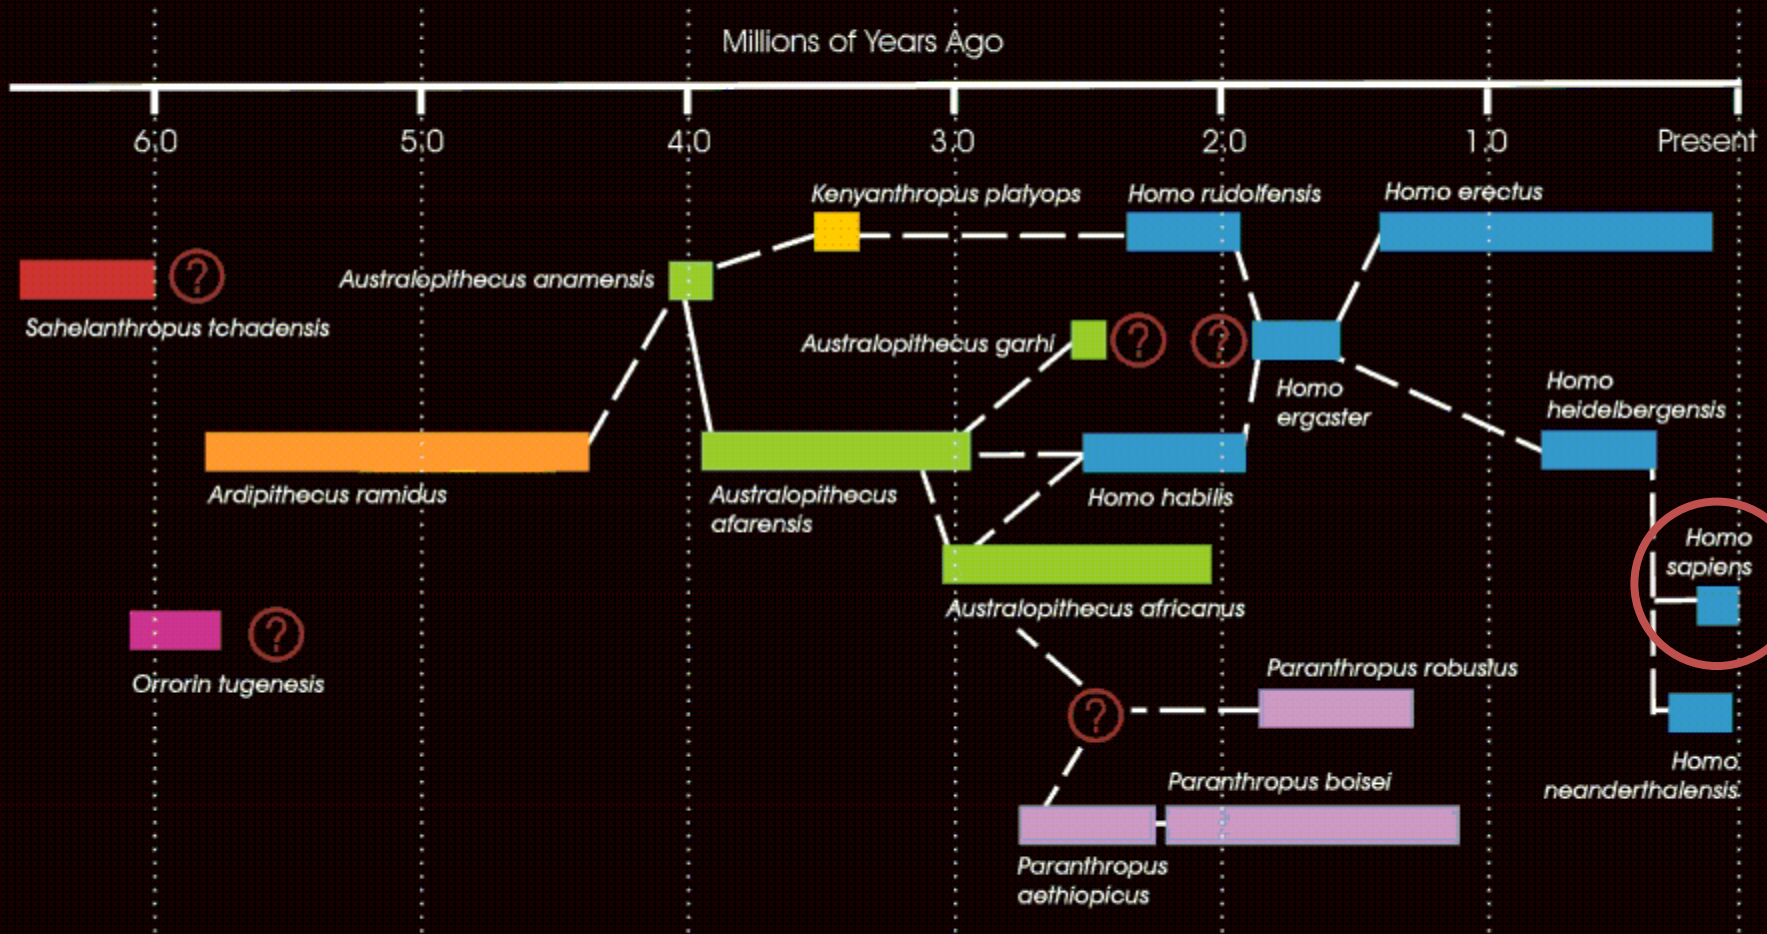 Millions of Years Ago
6.0 5.0 4.0 3.0 2.0 1.0 Present
Kenyanthropus platyops
Homo rudolfensis
Homo erectus
?
Australopithecus anamensis
Sahelanthropus tchadensis
Australopithecus garhi
?
?
Homo
ergaster
Homo
heidelbergensis
Ardipithecus ramidus
Australopithecus
afarensis
Homo habilis
Homo
sapiens
Australopithecus africanus
?
Orrorin tugenesis
Paranthropus robustus
?
Homo
neanderthalensis
Paranthropus boisei
Paranthropus
aethiopicus